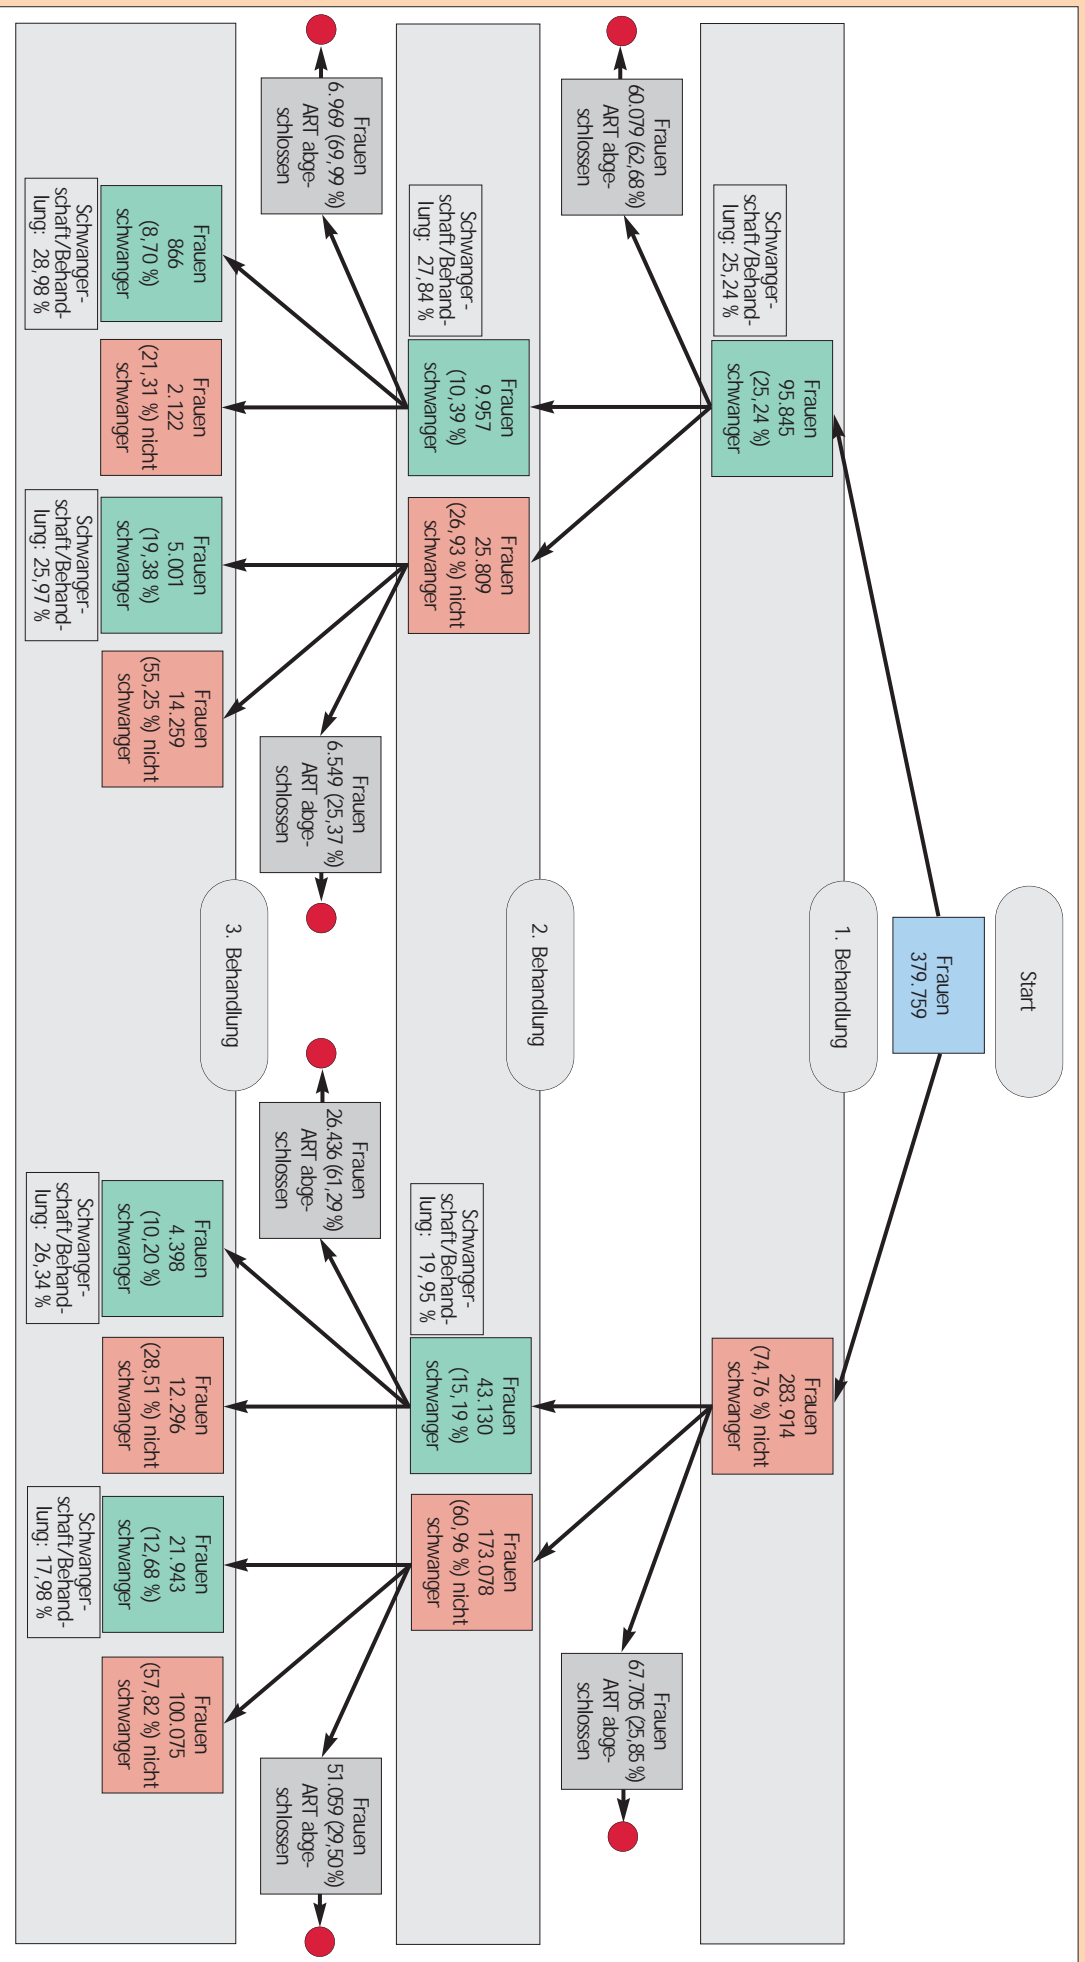 Start
Frauen
379.759
1. Behandlung
Frauen
95.845
(25,24 %)
schwanger
Schwanger-
schaft/Behand-
lung: 25,24 %
Frauen
283.914
(74,76 %) nicht
schwanger
Frauen
60.079 (62,68%)
ART abge-
schlossen
Frauen
67.705 (25,85 %)
ART abge-
schlossen
2. Behandlung
Schwanger-
schaft/Behand-
lung: 27,84 %
Frauen
9.957
(10,39 %)
schwanger
Frauen
25.809
(26,93 %) nicht
schwanger
Schwanger-
schaft/Behand-
lung: 19,95 %
Frauen
43.130
(15,19 %)
schwanger
Frauen
173.078
(60,96 %) nicht
schwanger
Frauen
6.969 (69,99 %)
ART abge-
schlossen
Frauen
6.549 (25,37 %)
ART abge-
schlossen
Frauen
26.436 (61,29 %)
ART abge-
schlossen
Frauen
51.059 (29,50%)
ART abge-
schlossen
3. Behandlung
Frauen
866
(8,70 %)
schwanger
Schwanger-
schaft/Behand-
lung: 28,98 %
Frauen
2.122
(21,31 %) nicht
schwanger
Frauen
5.001
(19,38 %)
schwanger
Schwanger-
schaft/Behand-
lung: 25,97 %
Frauen
14.259
(55,25 %) nicht
schwanger
Frauen
4.398
(10,20 %)
schwanger
Schwanger-
schaft/Behand-
lung: 26,34 %
Frauen
12.296
(28,51 %) nicht
schwanger
Frauen
21.943
(12,68 %)
schwanger
Schwanger-
schaft/Behand-
lung: 17,98 %
Frauen
100.075
(57,82 %) nicht
schwanger